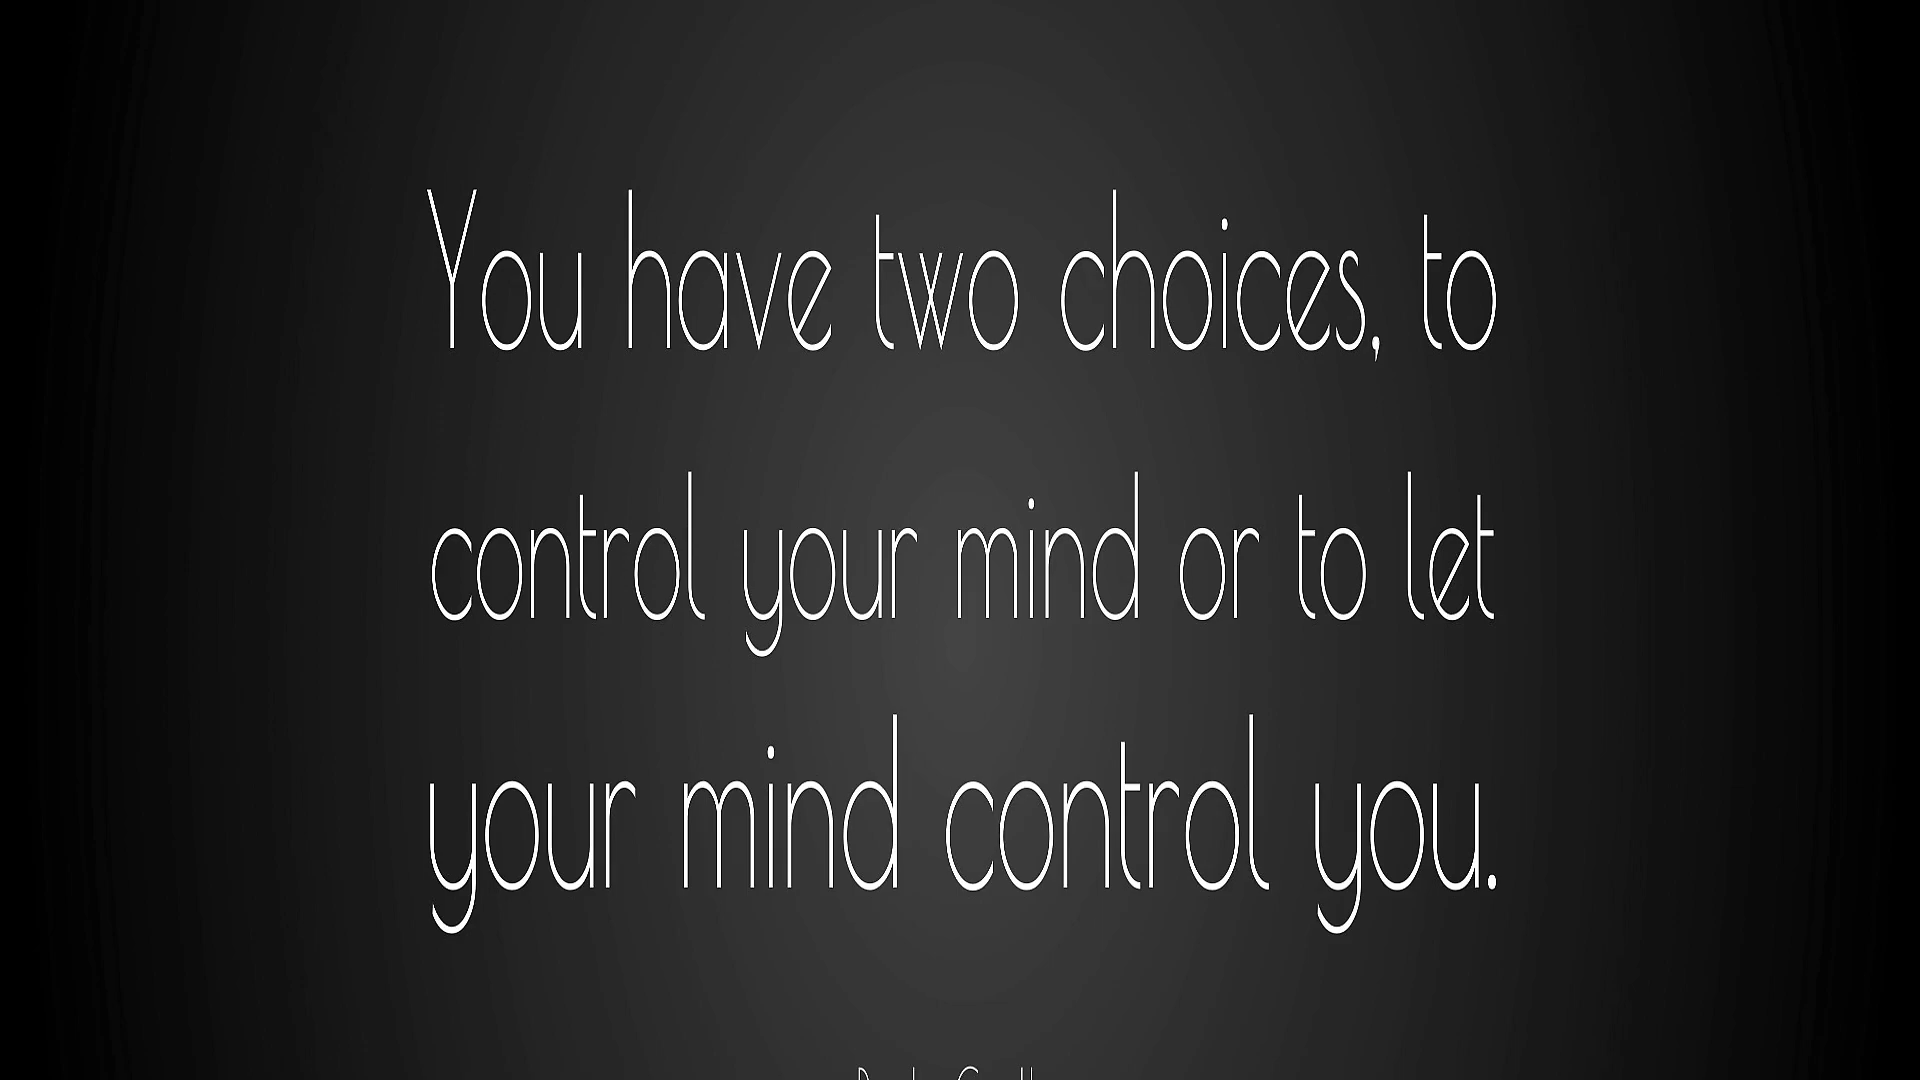 You have two choices, to
control your mind or to let
your mind control you.